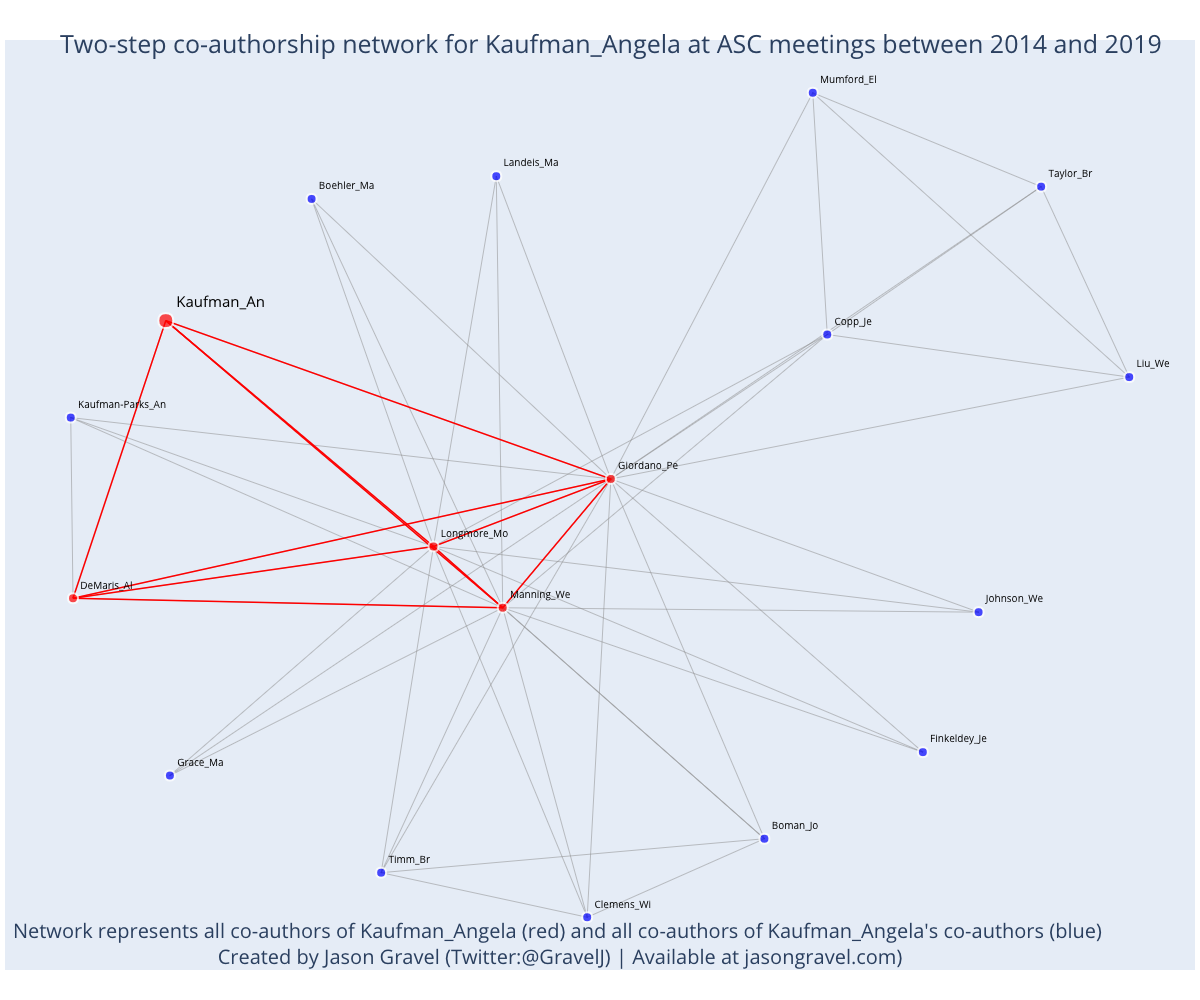 Two-step co-authorship network for Kaufman_Angela at ASC meetings between 2014 and 2019
Mumford_El
Landeis_Ma
Taylor_Br
Boehler_Ma
Kaufman_An
Copp_Je
Liu_We
Kaufman-Parks_An
Giordano_Pe
Longmore_Mo
DeMaris_Al
Manning_We
Johnson_We
Finkeldey_Je
Grace_Ma
Boman_Jo
Timm_Br
Clemens_Wi
Network represents all co-authors of Kaufman_Angela (red) and all co-authors of Kaufman_Angela's co-authors (blue)
Created by Jason Gravel (Twitter:@GravelJ) | Available at jasongravel.com)